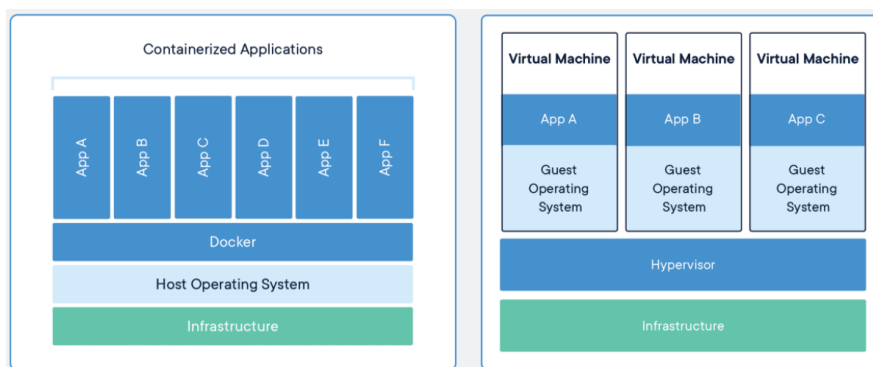 Containerized Applications
App A
App B
App C
App D
App E
App F
Docker
Host Operating System
Infrastructure
Virtual Machine
App A
Guest
Operating
System
Virtual Machine
App B
Guest
Operating
System
Virtual Machine
App C
Guest
Operating
System
Hypervisor
Infrastructure